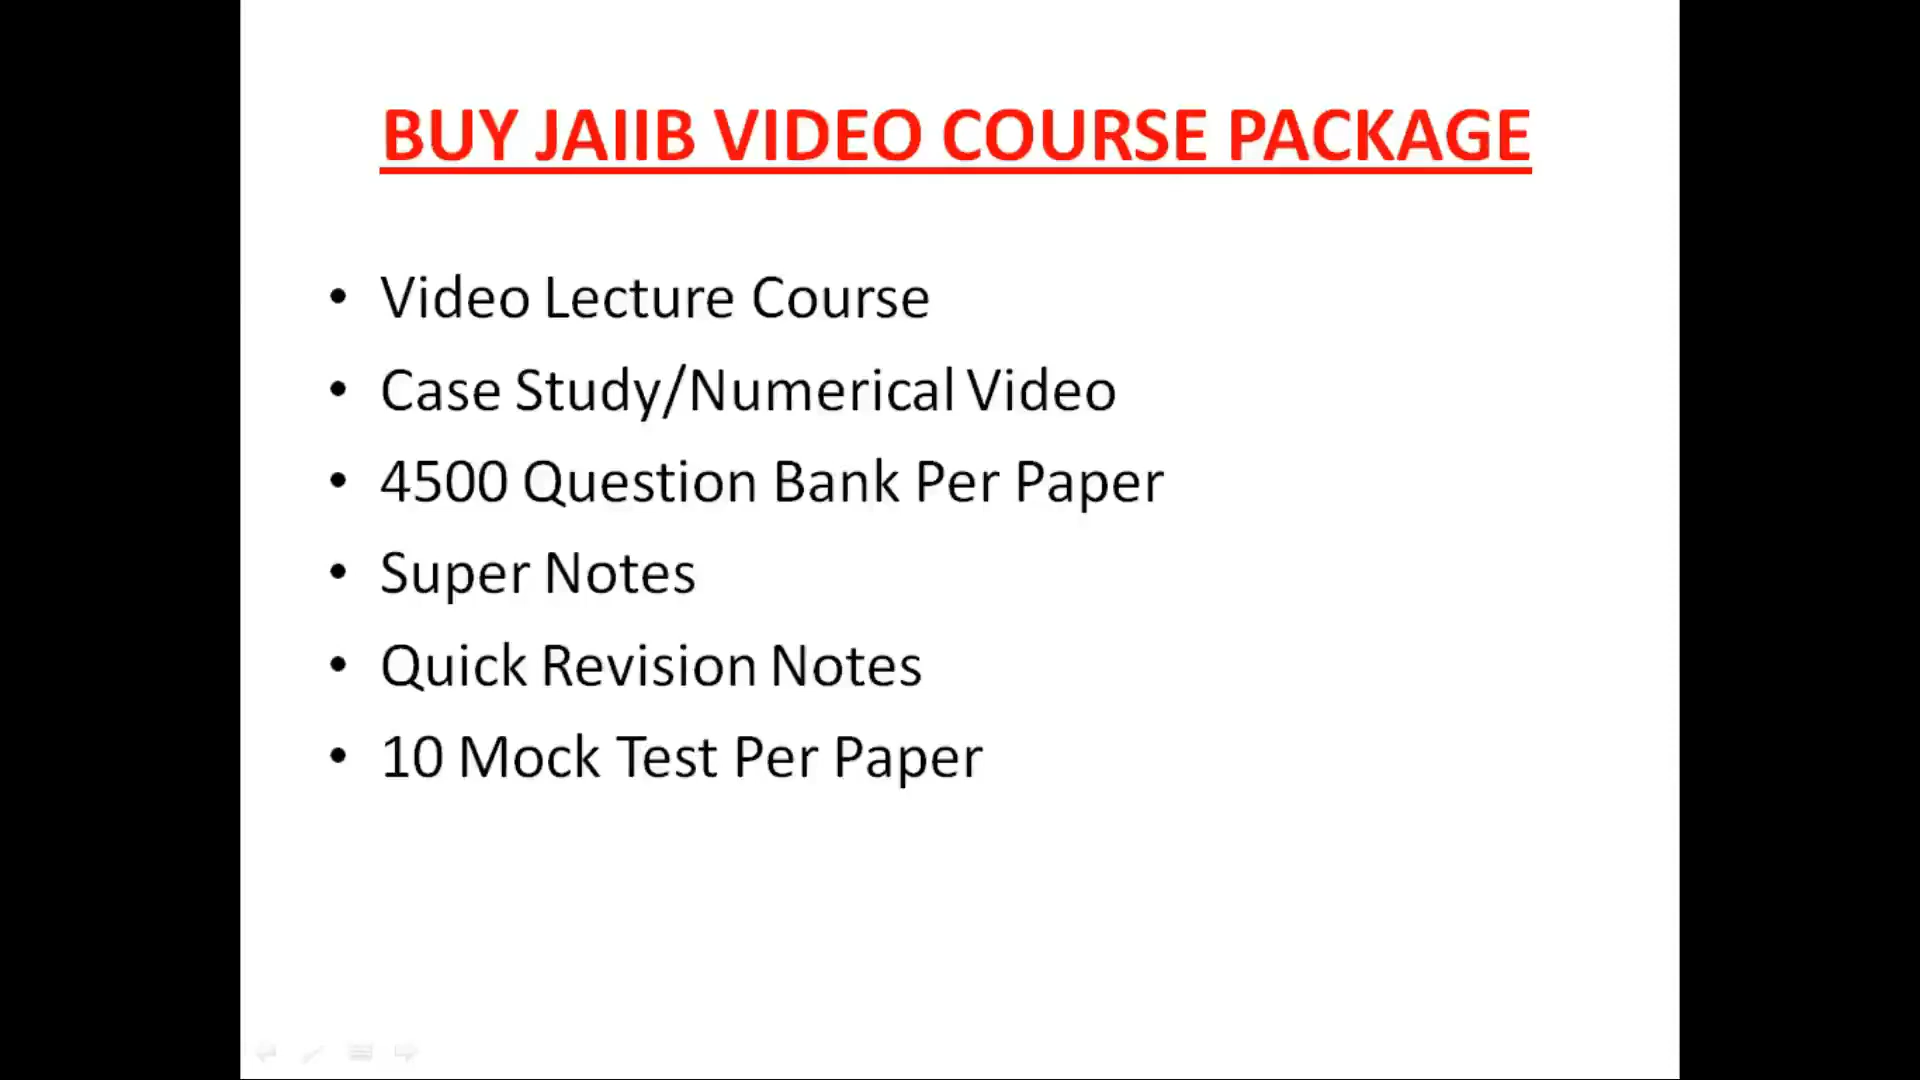 BUY JAIIB VIDEO COURSE PACKAGE
• Video Lecture Course
• Case Study/Numerical Video
• 4500 Question Bank Per Paper
• Super Notes
• Quick Revision Notes
• 10 Mock Test Per Paper